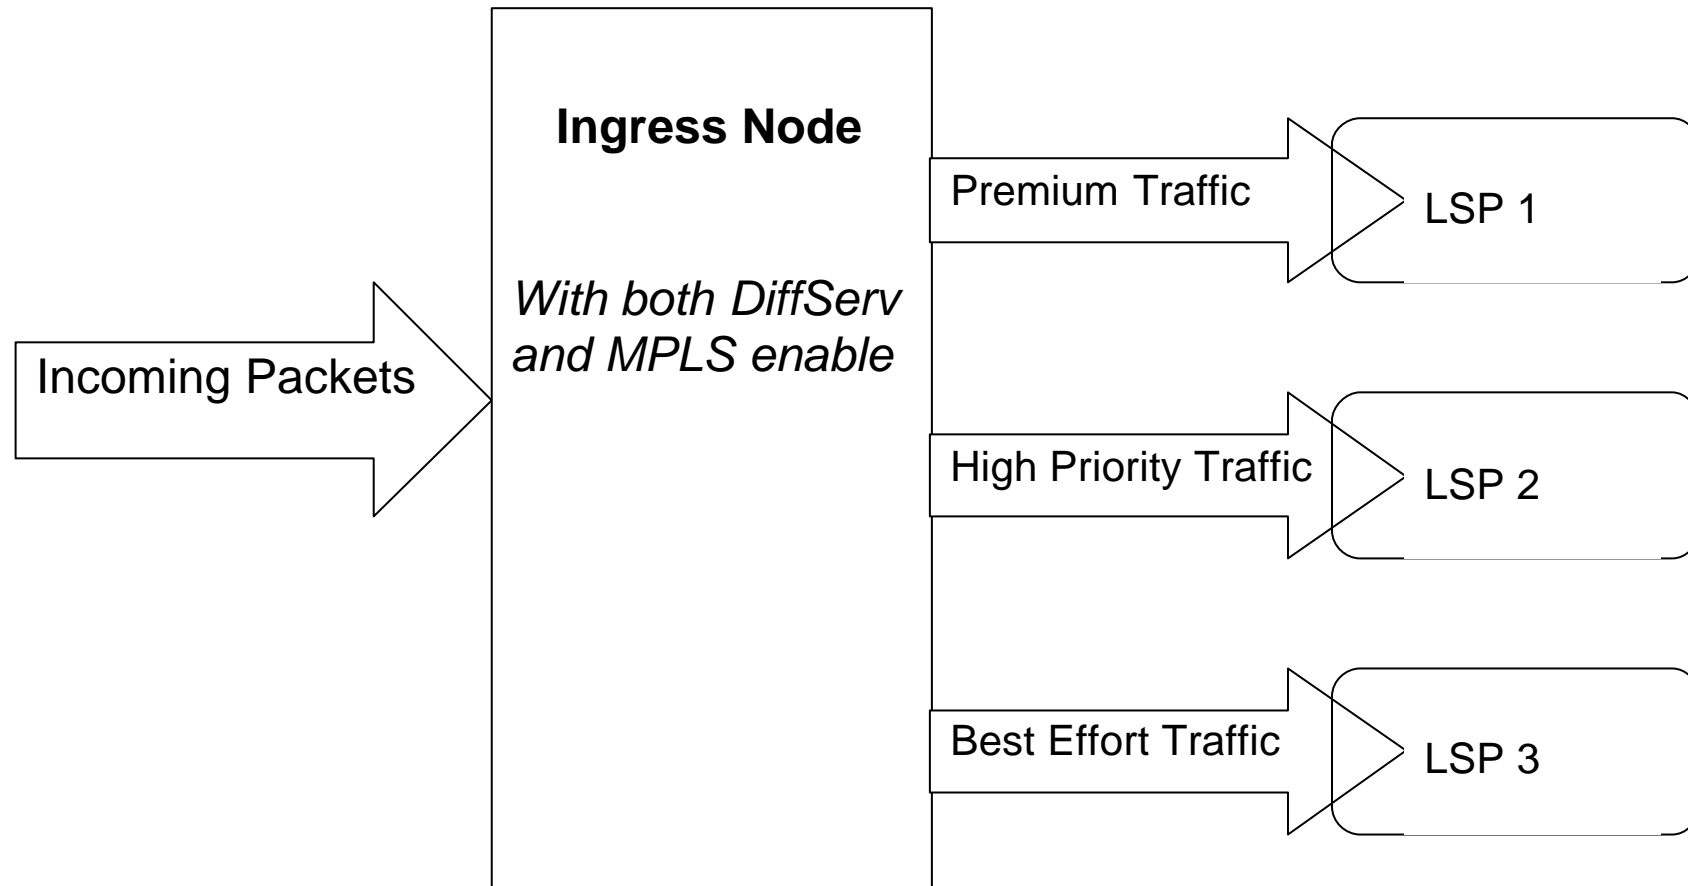 Ingress Node
With both DiffServ
and MPLS enable
Incoming Packets
Premium Traffic
LSP 1
High Priority Traffic
LSP 2
Best Effort Traffic
LSP 3